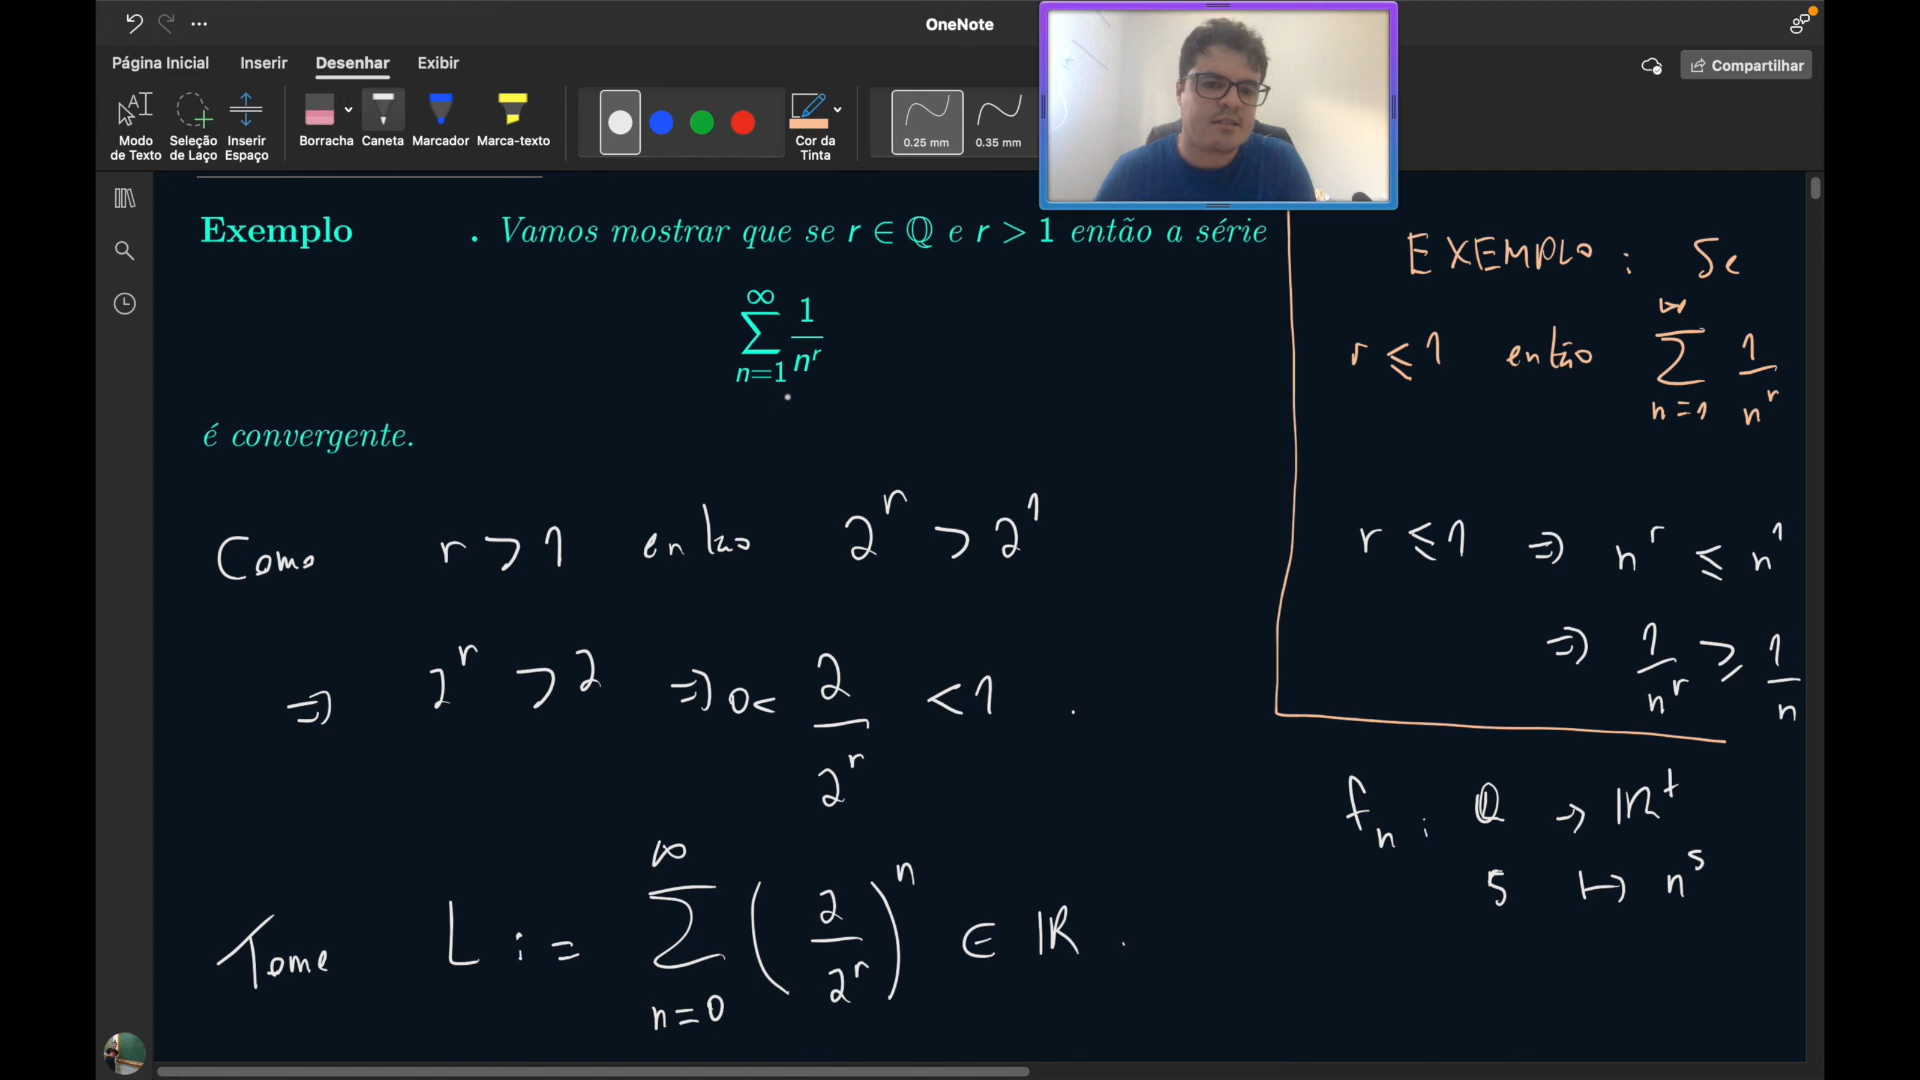 OneNote
Página Inicial Inserir Desenhar Exibir
Compartilhar
Modo de Texto
Seleção de Laço
Inserir Espaço
Borracha
Caneta
Marcador
Marca-texto
Cor da Tinta
0.25 mm
0.35 mm
Exemplo . Vamos mostrar que se r ∈ ℚ e r > 1 então a série
∞
∑ 1/n^r
n=1
é convergente.
Como r > 1 então 2^r > 2^1
⇒ 2^r > 2 ⇒ 0 < 2/2^r < 1 .
Tome L := ∑_{n=0}^{∞} (2/2^r)^n ∈ ℝ .
EXEMPLO : Se
r ≤ 1 então ∑_{n=1}^{∞} 1/n^r
r ≤ 1 ⇒ n^r ≤ n^1
⇒ 1/n^r ≥ 1/n
f_n : ℚ → ℝ^+
s ↦ n^s